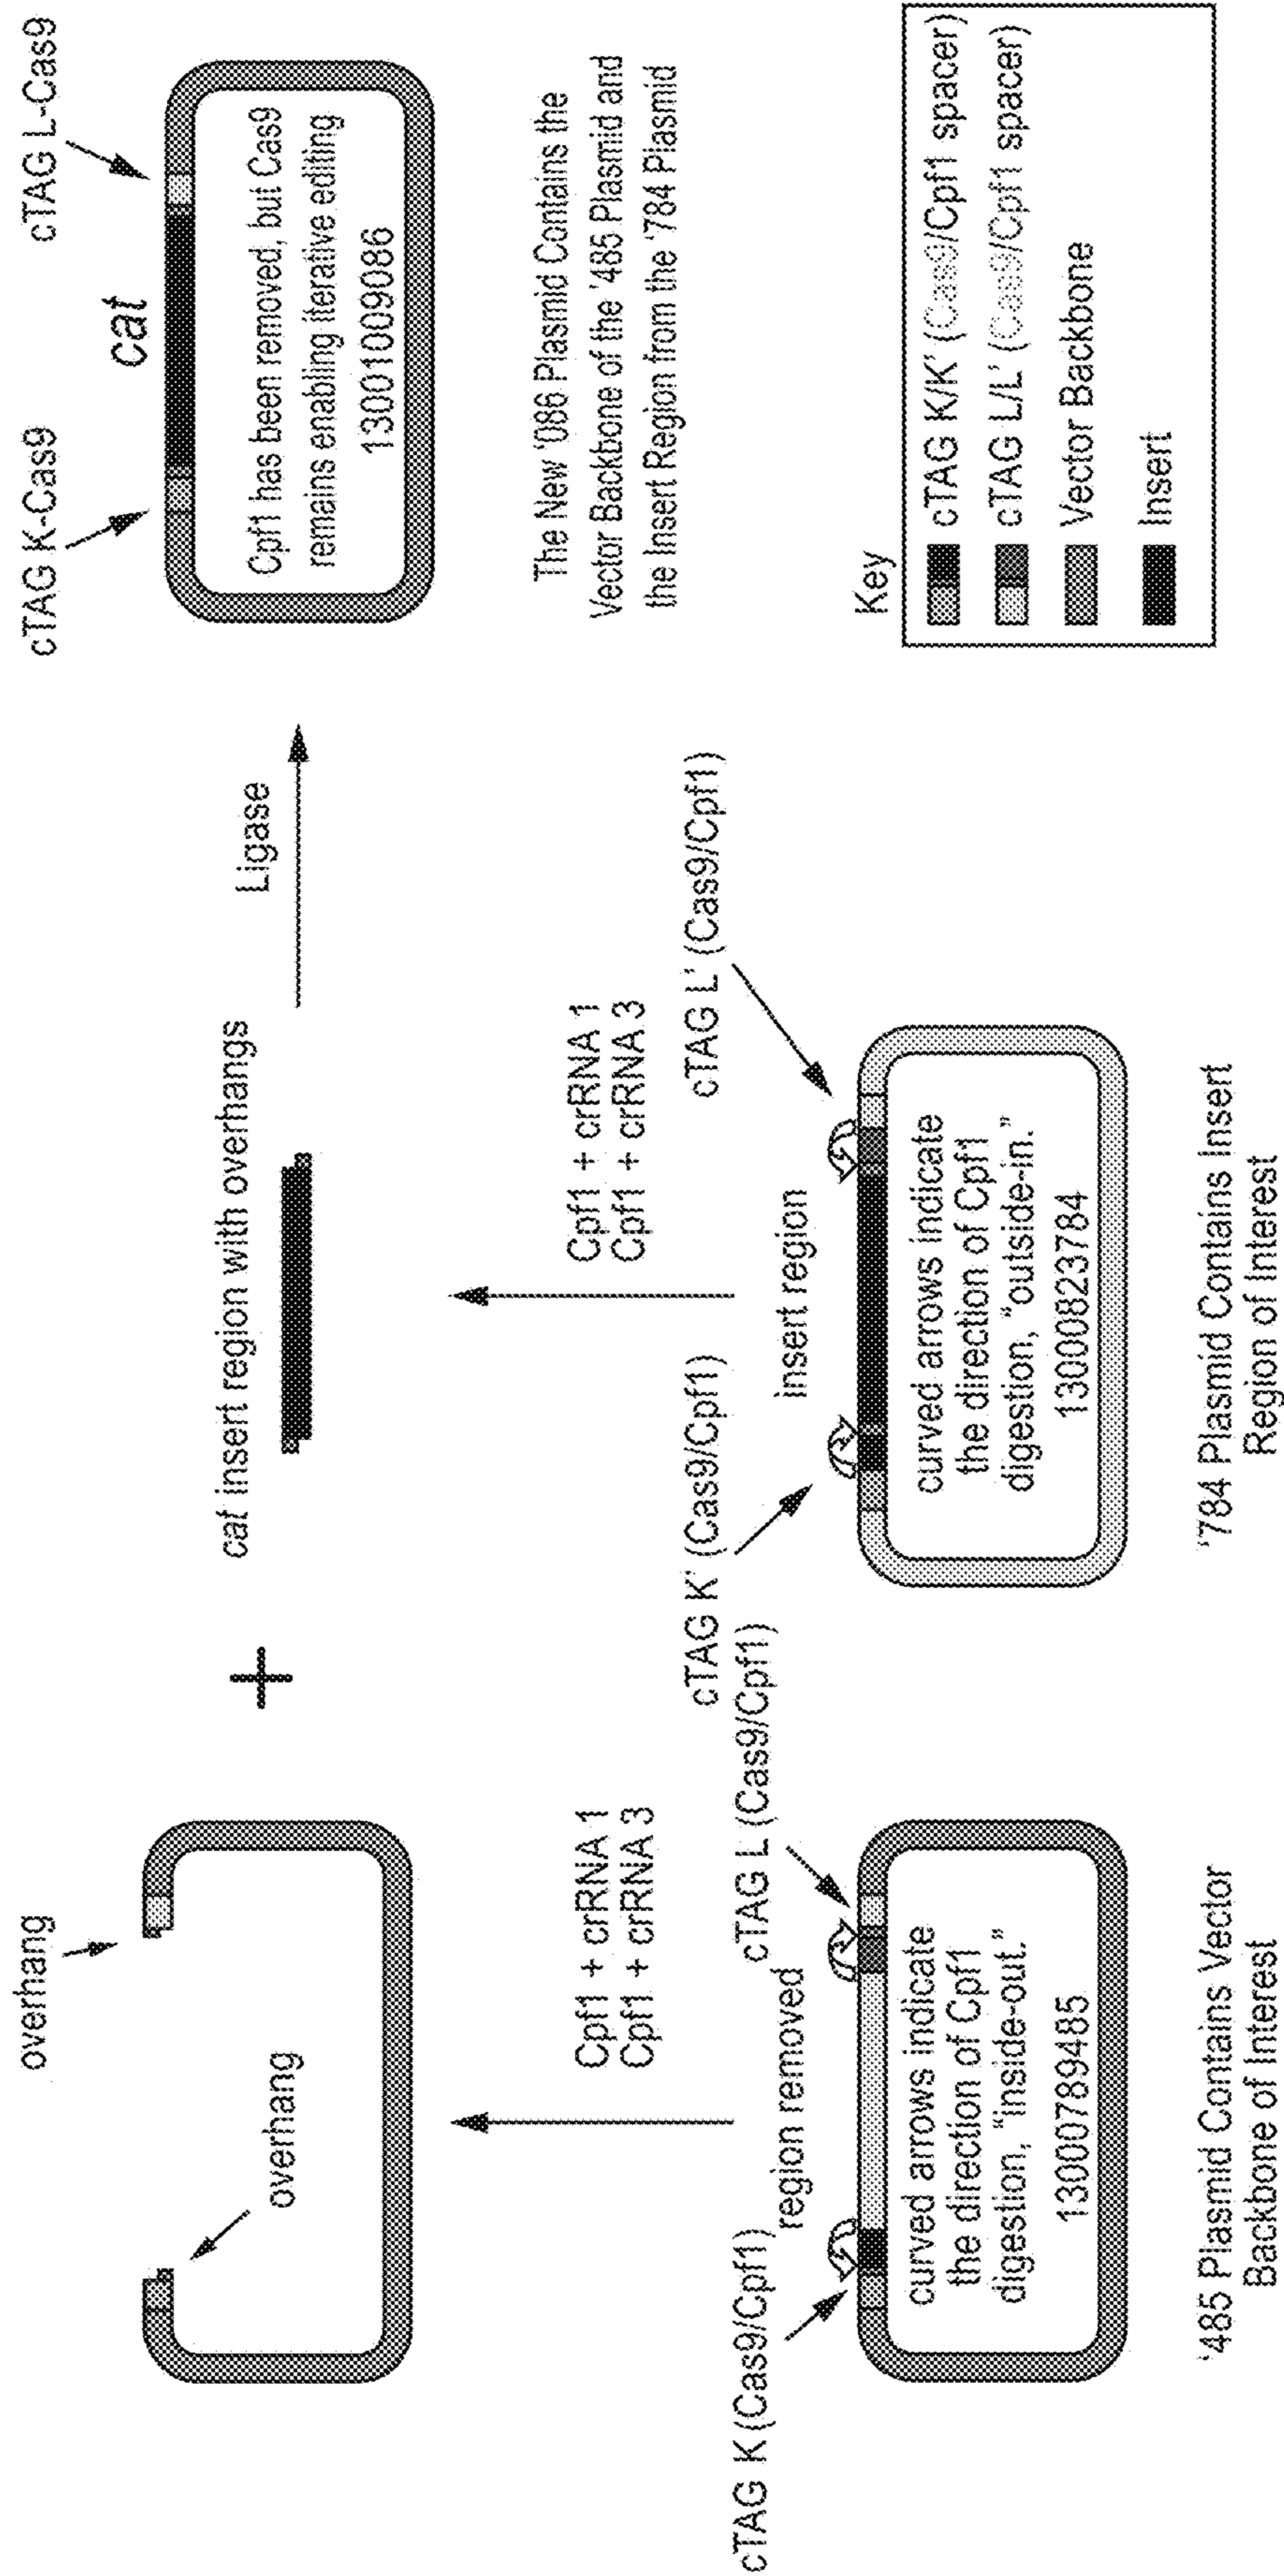 overhang
overhang
+
cat insert region with overhangs
Ligase
cTAG K-Cas9
cat
cTAG L-Cas9
Cpf1 has been removed, but Cas9
remains enabling iterative editing
13001009086
The New '086 Plasmid Contains the
Vector Backbone of the '485 Plasmid and
the Insert Region from the '784 Plasmid
Cpf1 + crRNA 1
Cpf1 + crRNA 3
cTAG K (Cas9/Cpf1)
region removed
cTAG L (Cas9/Cpf1)
curved arrows indicate
the direction of Cpf1
digestion, "inside-out."
13000789485
'485 Plasmid Contains Vector
Backbone of Interest
Cpf1 + crRNA 1
Cpf1 + crRNA 3
cTAG K' (Cas9/Cpf1)
insert region
cTAG L' (Cas9/Cpf1)
curved arrows indicate
the direction of Cpf1
digestion, "outside-in."
13000823784
'784 Plasmid Contains Insert
Region of Interest
Key
cTAG K/K' (Cas9/Cpf1 spacer)
cTAG L/L' (Cas9/Cpf1 spacer)
Vector Backbone
Insert